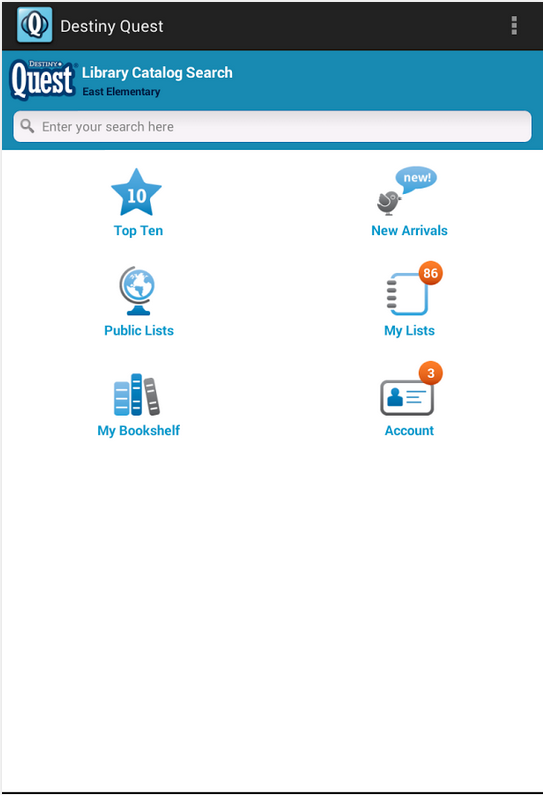 Q Destiny Quest
DESTINY
Quest
Library Catalog Search
East Elementary
Enter your search here
10
new!
Top Ten
New Arrivals
86
Public Lists
My Lists
3
My Bookshelf
Account